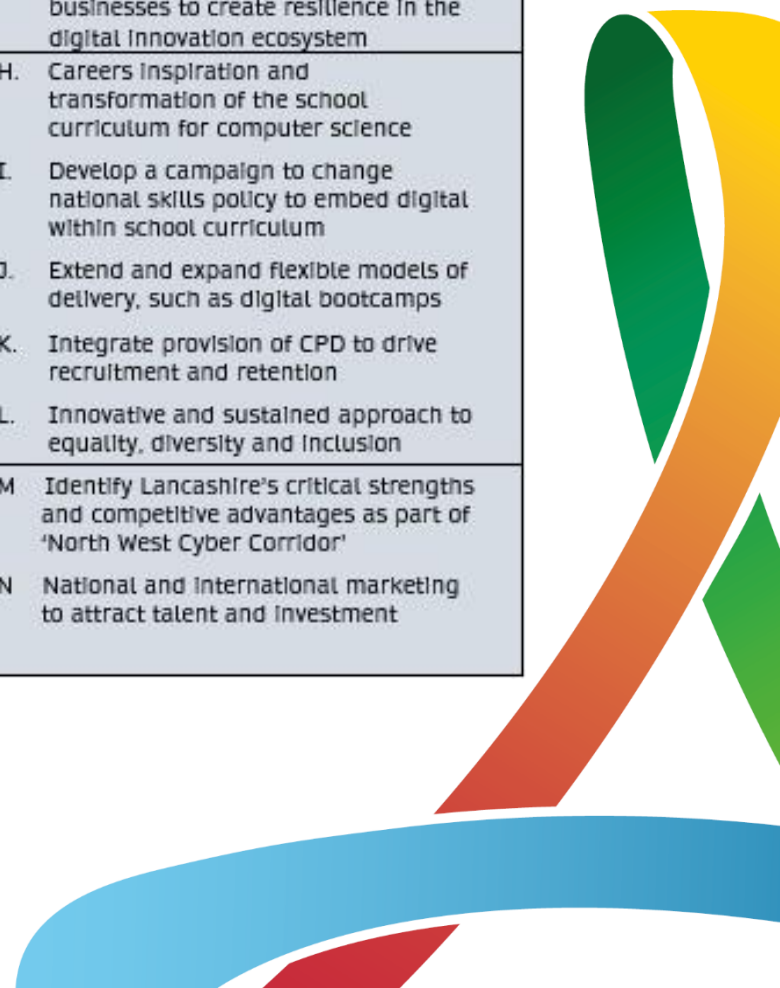 businesses to create resilience in the
digital innovation ecosystem
H. Careers inspiration and
transformation of the school
curriculum for computer science
I. Develop a campaign to change
national skills policy to embed digital
within school curriculum
J. Extend and expand flexible models of
delivery, such as digital bootcamps
K. Integrate provision of CPD to drive
recruitment and retention
L. Innovative and sustained approach to
equality, diversity and inclusion
M Identify Lancashire's critical strengths
and competitive advantages as part of
‘North West Cyber Corridor'
N National and international marketing
to attract talent and investment